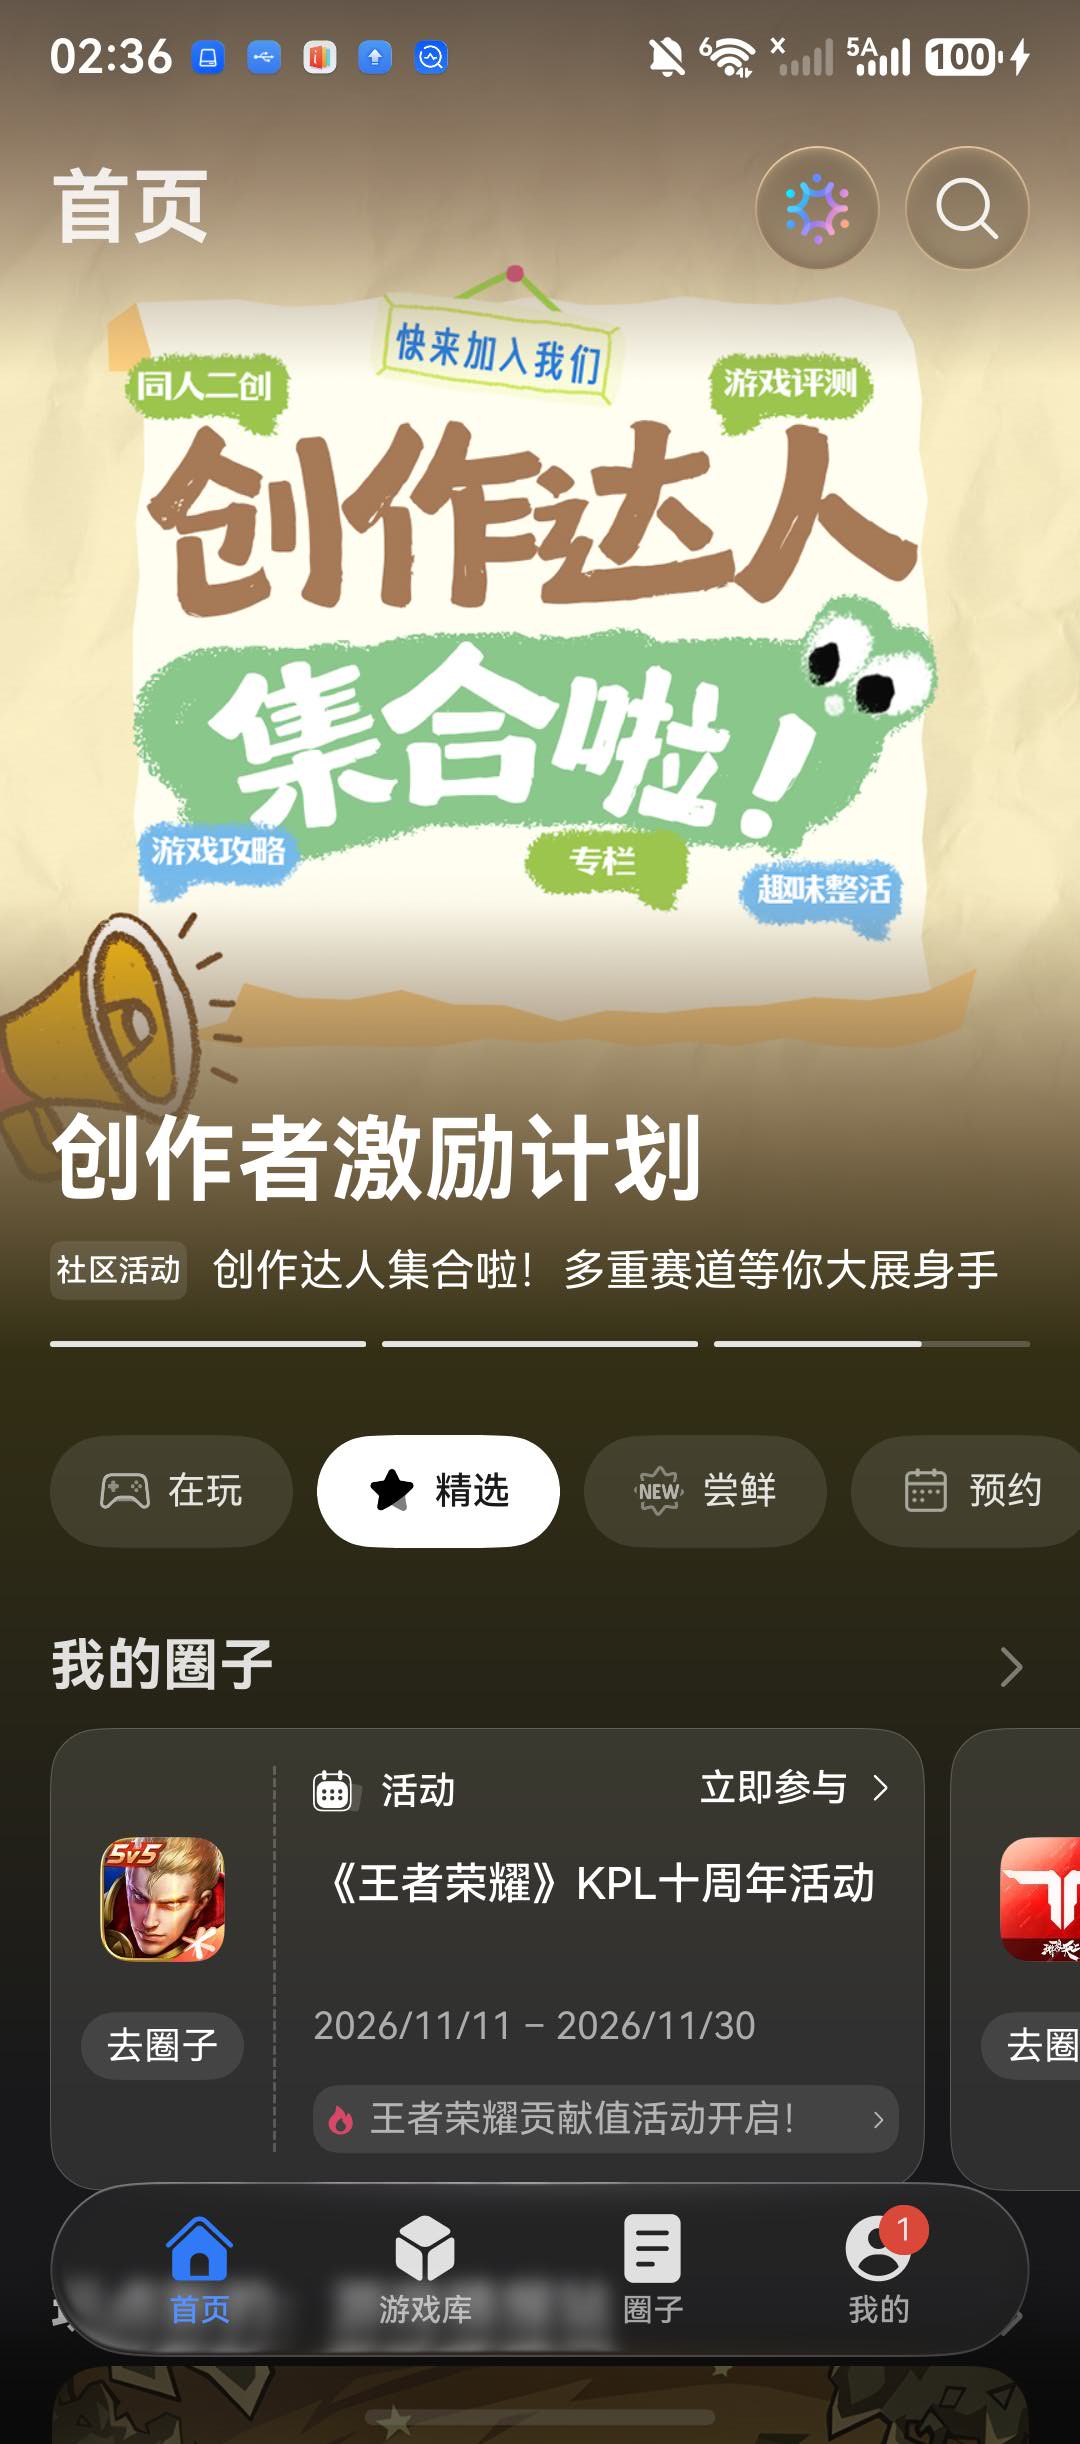 02:36
6
5A
100
首页
快来加入我们
同人二创
游戏评测
创作达人
集合啦！
游戏攻略
专栏
趣味整活
创作者激励计划
社区活动 创作达人集合啦！多重赛道等你大展身手
在玩
精选
NEW 尝鲜
预约
我的圈子
活动 立即参与
5v5
《王者荣耀》KPL十周年活动
2026/11/11 – 2026/11/30
去圈子
去圈
王者荣耀贡献值活动开启！
1
首页
游戏库
圈子
我的